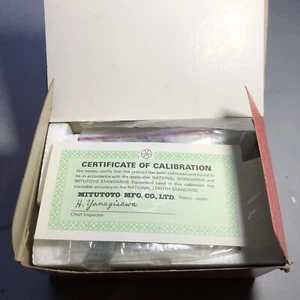 CERTIFICATE OF CALIBRATION
We hereby certify that the product has been calibrated and found to
be in accordance with the applicable NATIONAL STANDARDS and
MITUTOYO STANDARDS. Equipment used in this calibration has
traceable accuracy to the NATIONAL LENGTH STANDARD.
MITUTOYO MFG. CO., LTD. Tokyo, Japan
H. Yanagisawa
Chief Inspector